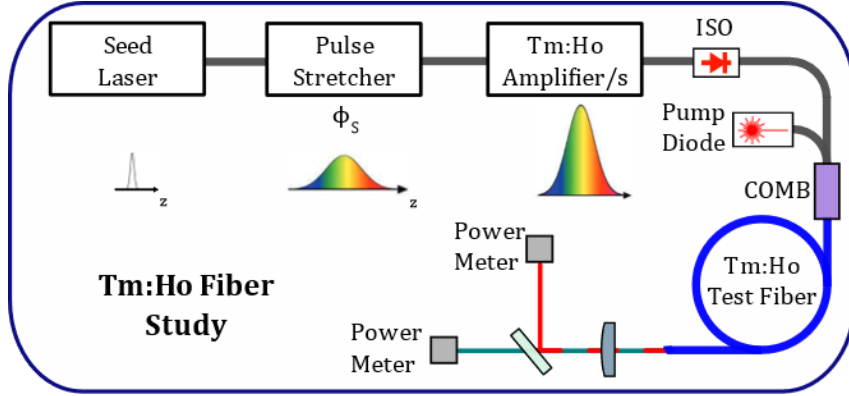 Seed
Laser
Pulse
Stretcher
Tm:Ho
Amplifier/s
ISO
Φs
Pump
Diode
z
z
COMB
Power
Meter
Tm:Ho
Test Fiber
Tm:Ho Fiber
Study
Power
Meter